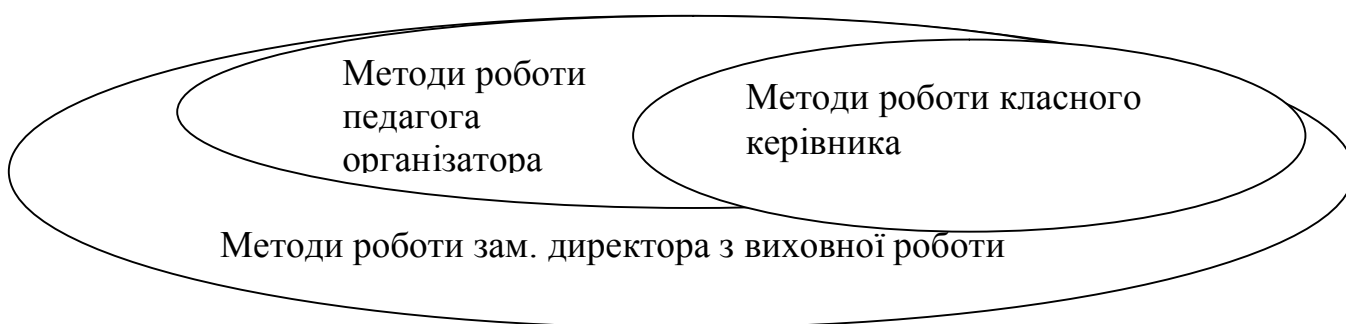 Методи роботи
педагога
організатора
Методи роботи класного
керівника
Методи роботи зам. директора з виховної роботи